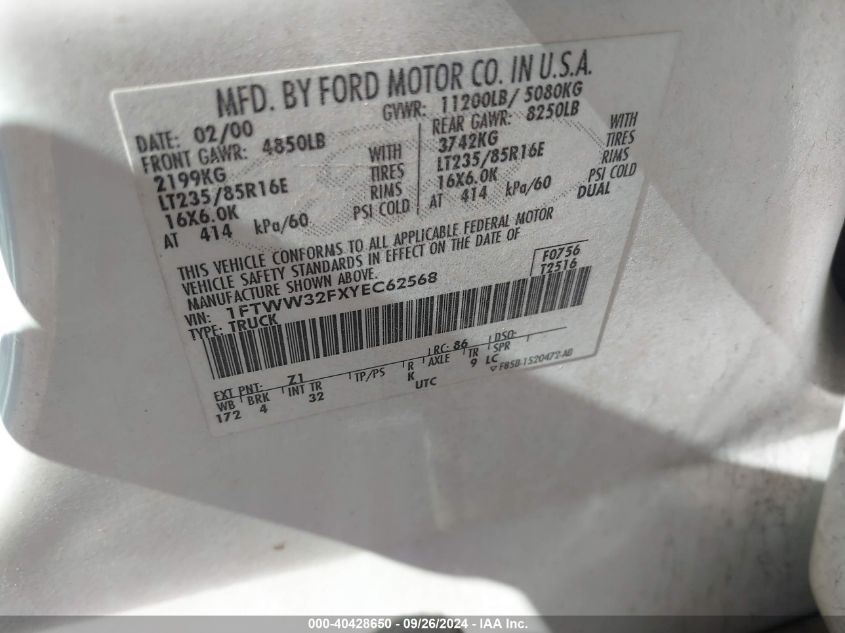 MFD. BY FORD MOTOR CO. IN U.S.A.
DATE: 02/00 GVWR: 11200LB/ 5080KG
FRONT GAWR: 4850LB REAR GAWR: 8250LB
2199KG WITH 3742KG WITH
LT235/85R16E TIRES LT235/85R16E TIRES
16X6.0K RIMS 16X6.0K RIMS
AT 414 kPa/60 PSI COLD AT 414 kPa/60 PSI COLD
DUAL
THIS VEHICLE CONFORMS TO ALL APPLICABLE FEDERAL MOTOR
VEHICLE SAFETY STANDARDS IN EFFECT ON THE DATE OF
MANUFACTURE SHOWN ABOVE.
VIN: 1FTWW32FXYEC62568 F0756
TYPE: TRUCK T2516
EXT PNT: Z1 RC: 86 DSO:
WB BRK INT TR TP/PS R AXLE TR SPR
172 4 32 K 9 LC
UTC ▽F85B-1520472-AB
000-40428650 - 09/26/2024 - IAA Inc.